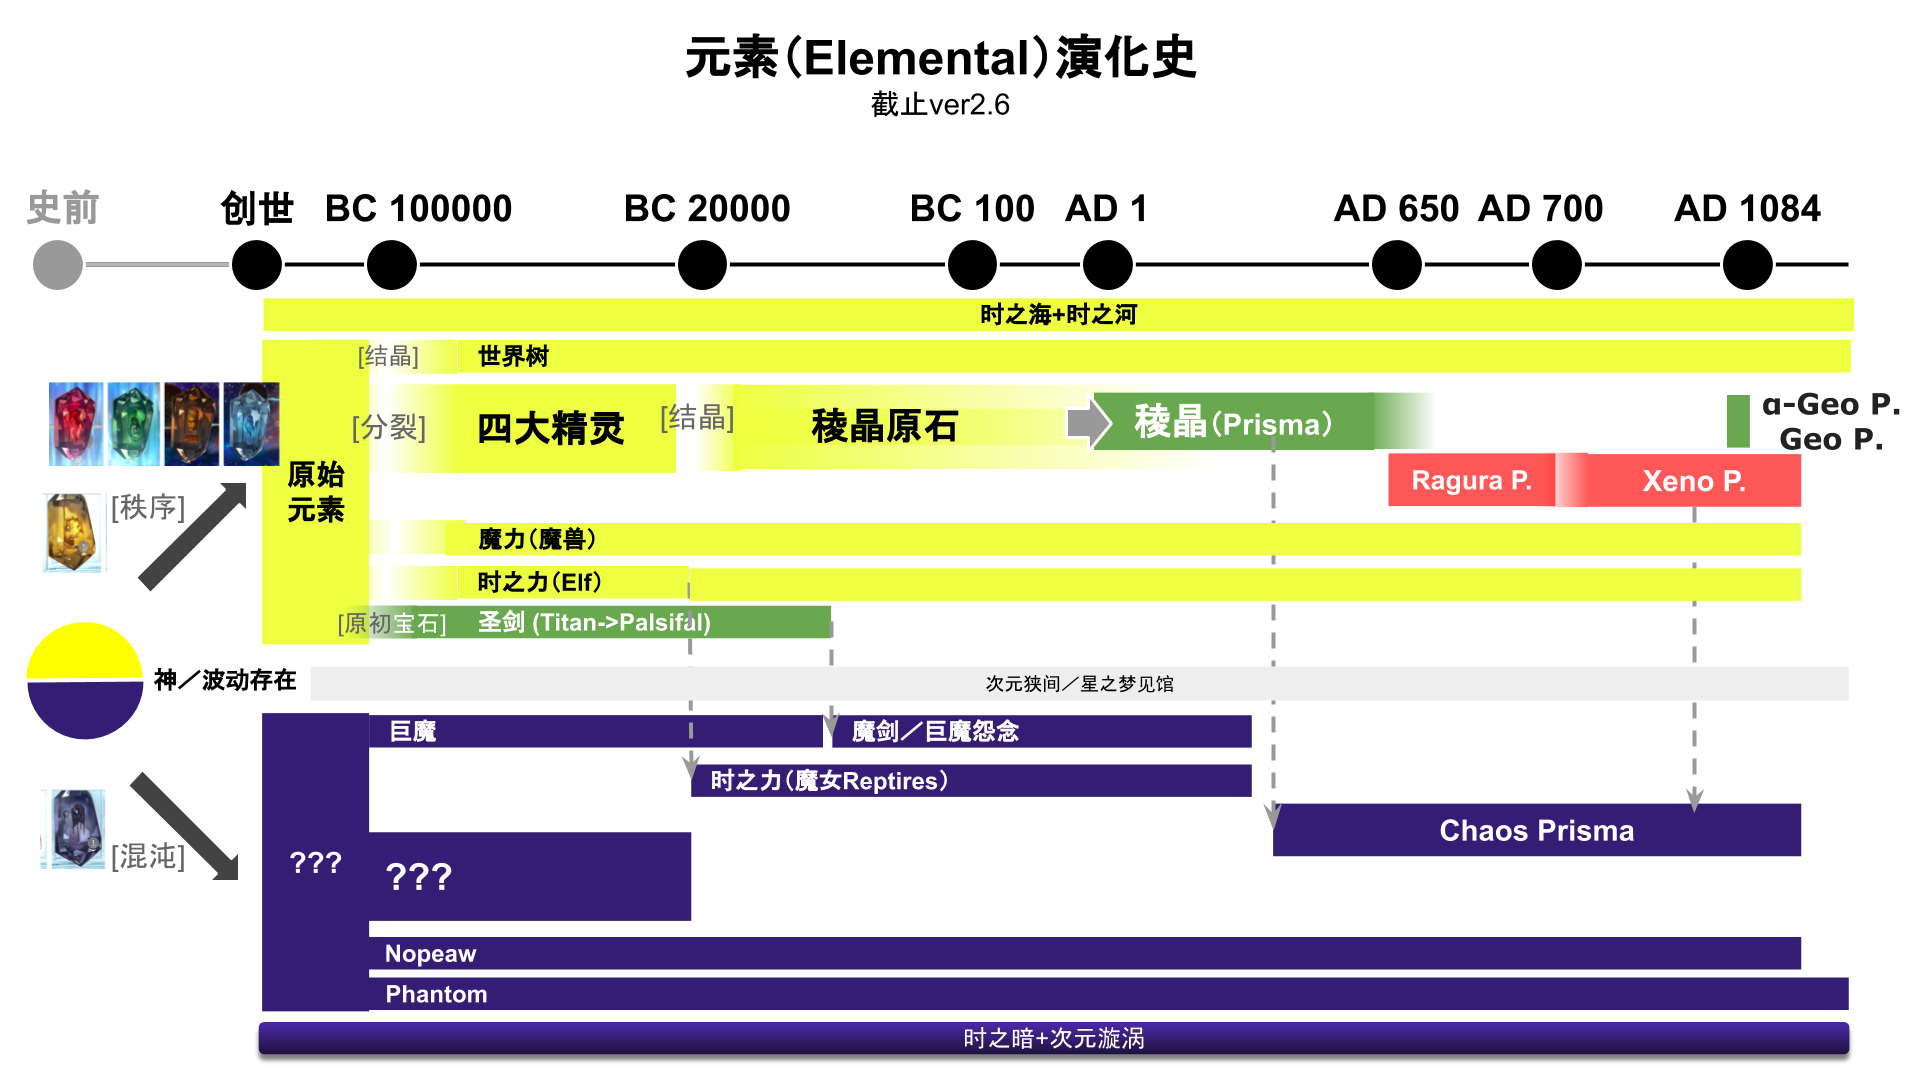 元素（Elemental）演化史
截止ver2.6
史前
创世
BC 100000
BC 20000
BC 100
AD 1
AD 650
AD 700
AD 1084
时之海+时之河
[结晶]
世界树
[分裂]
四大精灵
[结晶]
稜晶原石
稜晶（Prisma）
α-Geo P.
Geo P.
原始
元素
Ragura P.
Xeno P.
[秩序]
魔力（魔兽）
时之力（Elf）
[原初宝石]
圣剑 (Titan->Palsifal)
神／波动存在
次元狭间／星之梦见馆
巨魔
魔剑／巨魔怨念
时之力（魔女Reptires）
Chaos Prisma
[混沌]
???
???
Nopeaw
Phantom
时之暗+次元漩涡